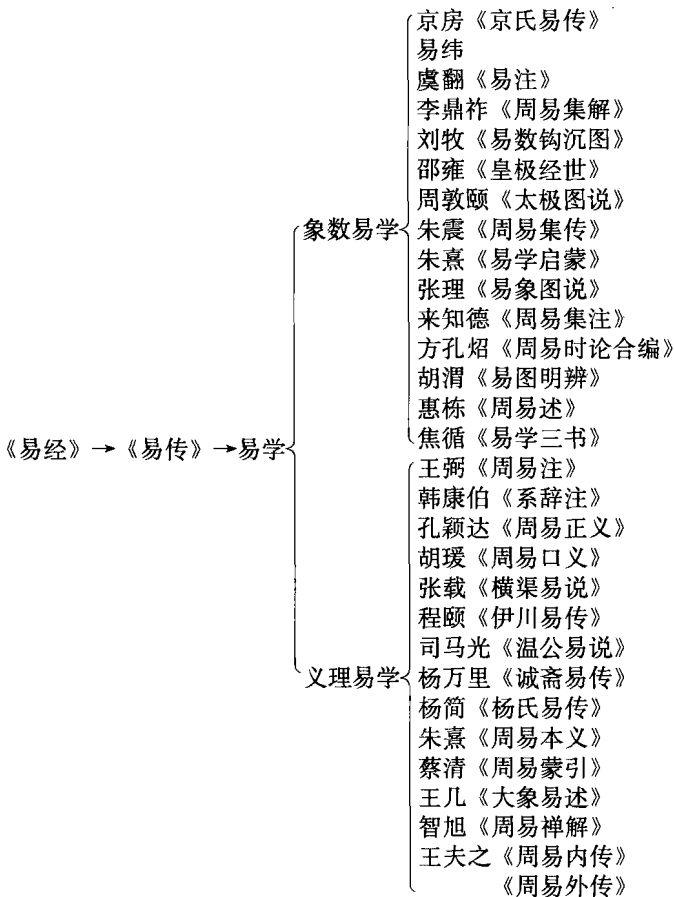 京房《京氏易传》
易纬
虞翻《易注》
李鼎祚《周易集解》
刘牧《易数钩沉图》
邵雍《皇极经世》
周敦颐《太极图说》
象数易学
朱震《周易集传》
朱熹《易学启蒙》
张理《易象图说》
来知德《周易集注》
方孔炤《周易时论合编》
胡渭《易图明辨》
惠栋《周易述》
焦循《易学三书》
《易经》→《易传》→易学
王弼《周易注》
韩康伯《系辞注》
孔颖达《周易正义》
胡瑗《周易口义》
张载《横渠易说》
程颐《伊川易传》
司马光《温公易说》
义理易学
杨万里《诚斋易传》
杨简《杨氏易传》
朱熹《周易本义》
蔡清《周易蒙引》
王几《大象易述》
智旭《周易禅解》
王夫之《周易内传》
《周易外传》